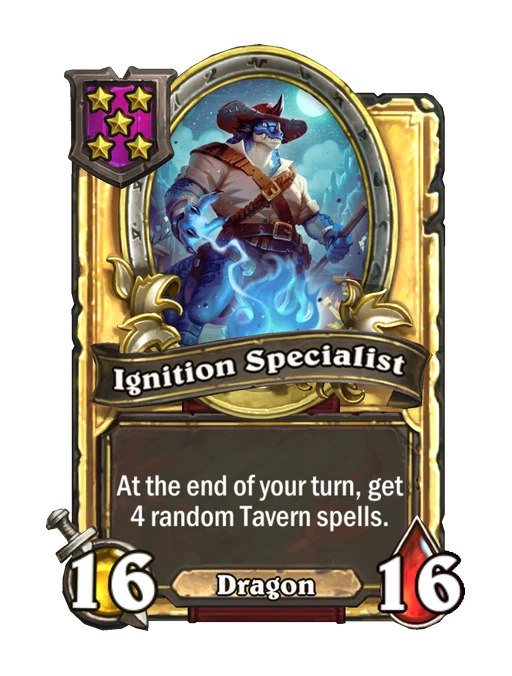 Ignition Specialist
At the end of your turn, get
4 random Tavern spells.
16
Dragon
16